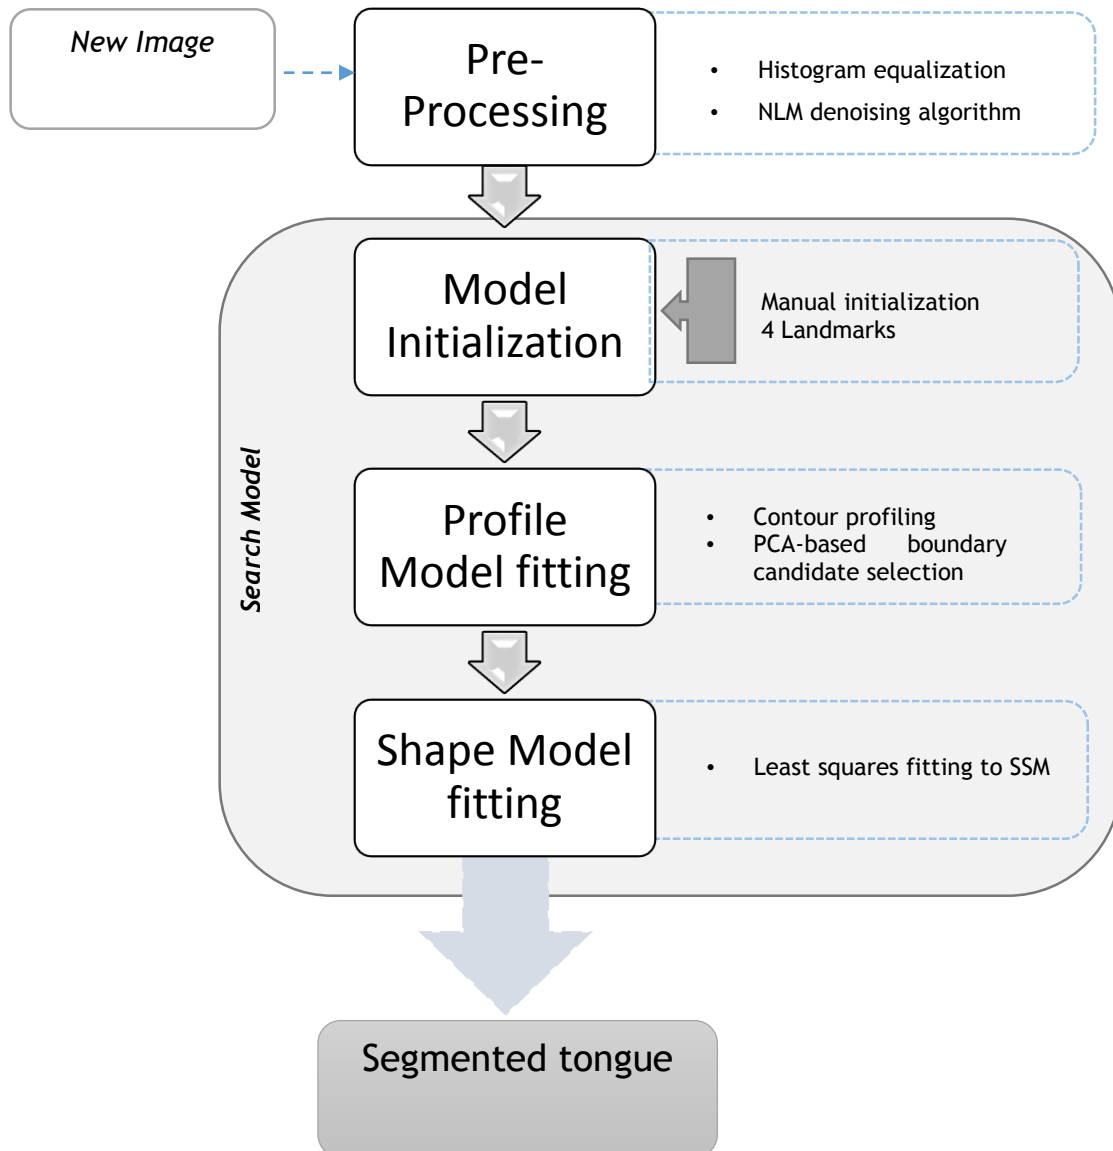 New Image
Pre-
Processing
• Histogram equalization
• NLM denoising algorithm
Model
Initialization
Manual initialization
4 Landmarks
Search Model
Profile
Model fitting
• Contour profiling
• PCA-based boundary
candidate selection
Shape Model
fitting
• Least squares fitting to SSM
Segmented tongue